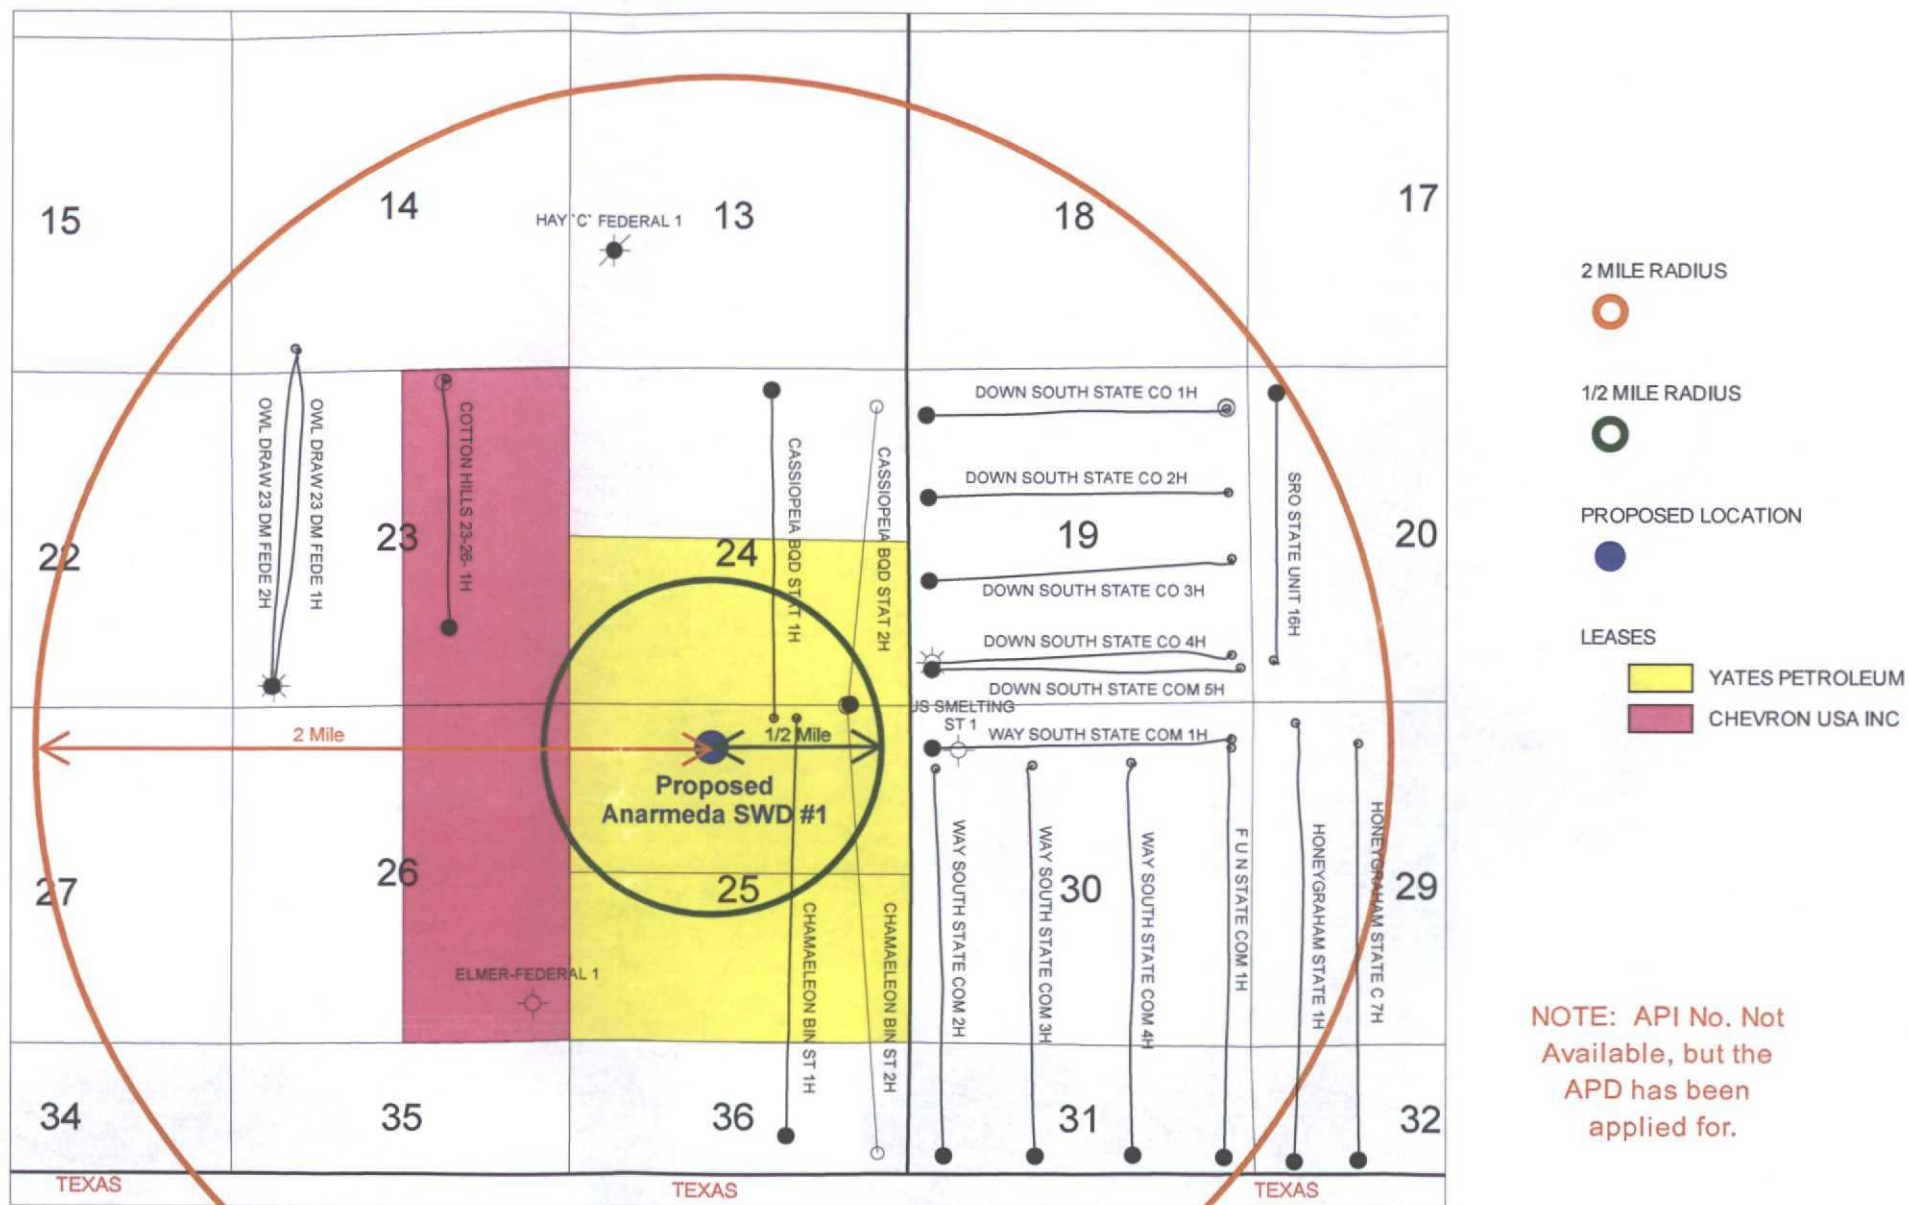 15
14
13
18
17
HAY 'C' FEDERAL 1
22
23
24
19
20
OWL DRAW 23 DM FEDE 2H
OWL DRAW 23 DM FEDE 1H
COTTON HILLS 23-26- 1H
CASSIOPEIA BQD STAT 1H
CASSIOPEIA BQD STAT 2H
DOWN SOUTH STATE CO 1H
DOWN SOUTH STATE CO 2H
DOWN SOUTH STATE CO 3H
DOWN SOUTH STATE CO 4H
DOWN SOUTH STATE COM 5H
SRO STATE UNIT 16H
US SMELTING
ST 1
WAY SOUTH STATE COM 1H
2 Mile
1/2 Mile
Proposed
Anarmeda SWD #1
27
26
25
30
29
ELMER-FEDERAL 1
CHAMAELEON BIN ST 1H
CHAMAELEON BIN ST 2H
WAY SOUTH STATE COM 2H
WAY SOUTH STATE COM 3H
WAY SOUTH STATE COM 4H
F U N STATE COM 1H
HONEYGRAHAM STATE 1H
HONEYGRAHAM STATE C 7H
34
35
36
31
32
TEXAS
TEXAS
TEXAS
2 MILE RADIUS
1/2 MILE RADIUS
PROPOSED LOCATION
LEASES
YATES PETROLEUM
CHEVRON USA INC
NOTE: API No. Not
Available, but the
APD has been
applied for.